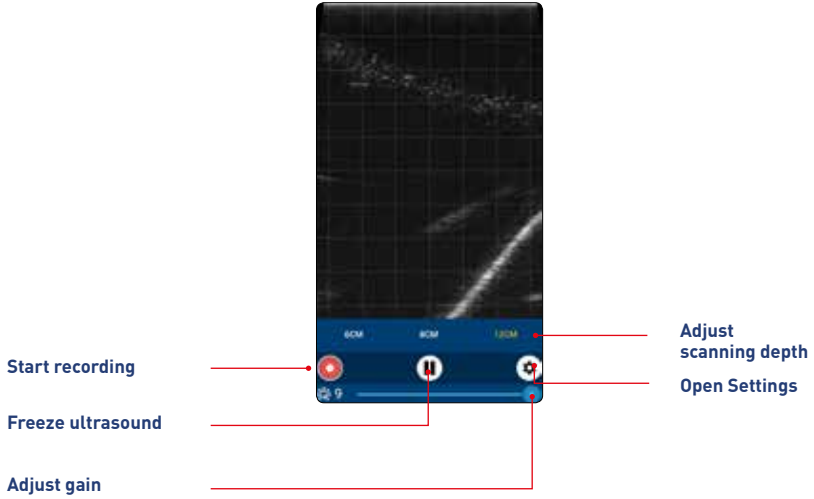 6CM 8CM 12CM
Adjust
scanning depth
Start recording
Open Settings
9
Freeze ultrasound
Adjust gain